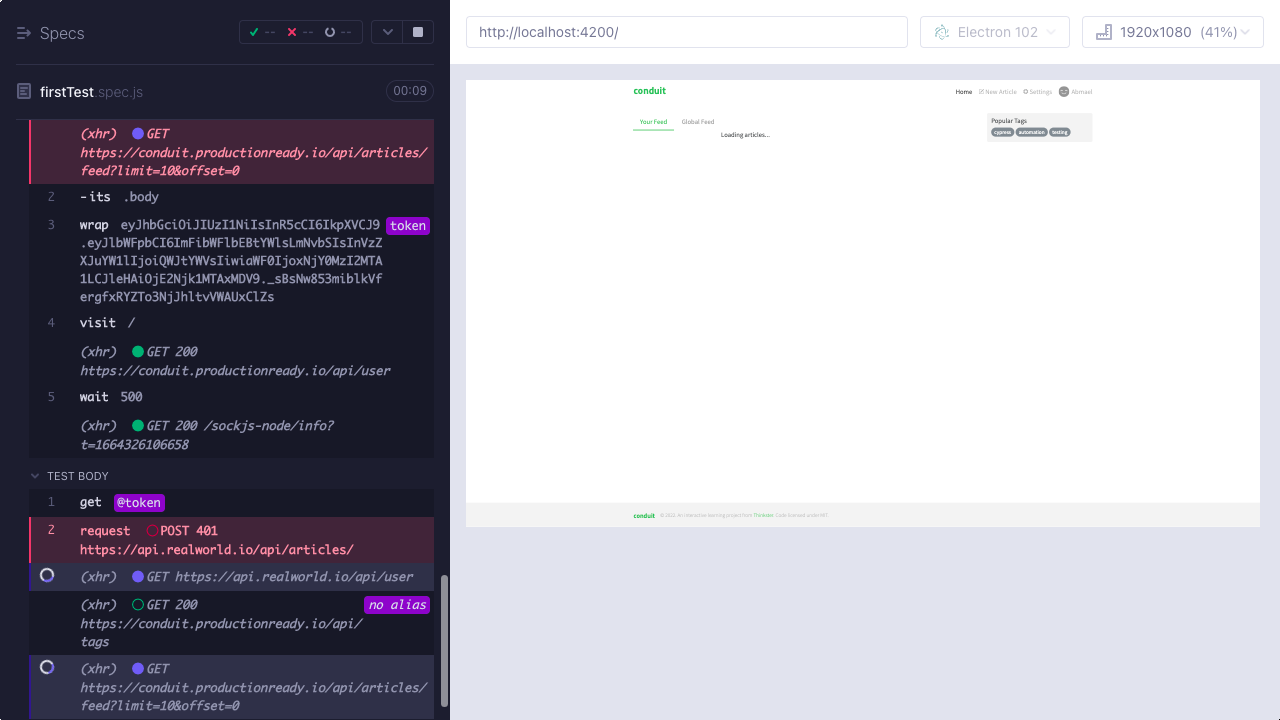 Specs
--
--
--
firstTest.spec.js
00:09
(xhr) GET
https://conduit.productionready.io/api/articles/
feed?limit=10&offset=0
2 -its .body
3 wrap eyJhbGciOiJIUzI1NiIsInR5cCI6IkpXVCJ9 token
.eyJlbWFpbCI6ImFibWFlbEBtYWlsLmNvbSIsInVzZ
XJuYW1lIjoiQWJtYWVsIiwiaWF0IjoxNjY0MzI2MTA
1LCJleHAiOjE2Njk1MTAxMDV9._sBsNw853miblkVf
ergfxRYZTo3NjJhltvVWAUxClZs
4 visit /
(xhr) GET 200
https://conduit.productionready.io/api/user
5 wait 500
(xhr) GET 200 /sockjs-node/info?
t=1664326106658
TEST BODY
1 get @token
2 request POST 401
https://api.realworld.io/api/articles/
(xhr) GET https://api.realworld.io/api/user
(xhr) GET 200 no alias
https://conduit.productionready.io/api/
tags
(xhr) GET
https://conduit.productionready.io/api/articles/
feed?limit=10&offset=0
http://localhost:4200/
Electron 102
1920x1080 (41%)
conduit
Home New Article Settings Abmael
Your Feed Global Feed
Loading articles...
Popular Tags
cypress automation testing
conduit © 2022. An interactive learning project from Thinkster. Code licensed under MIT.